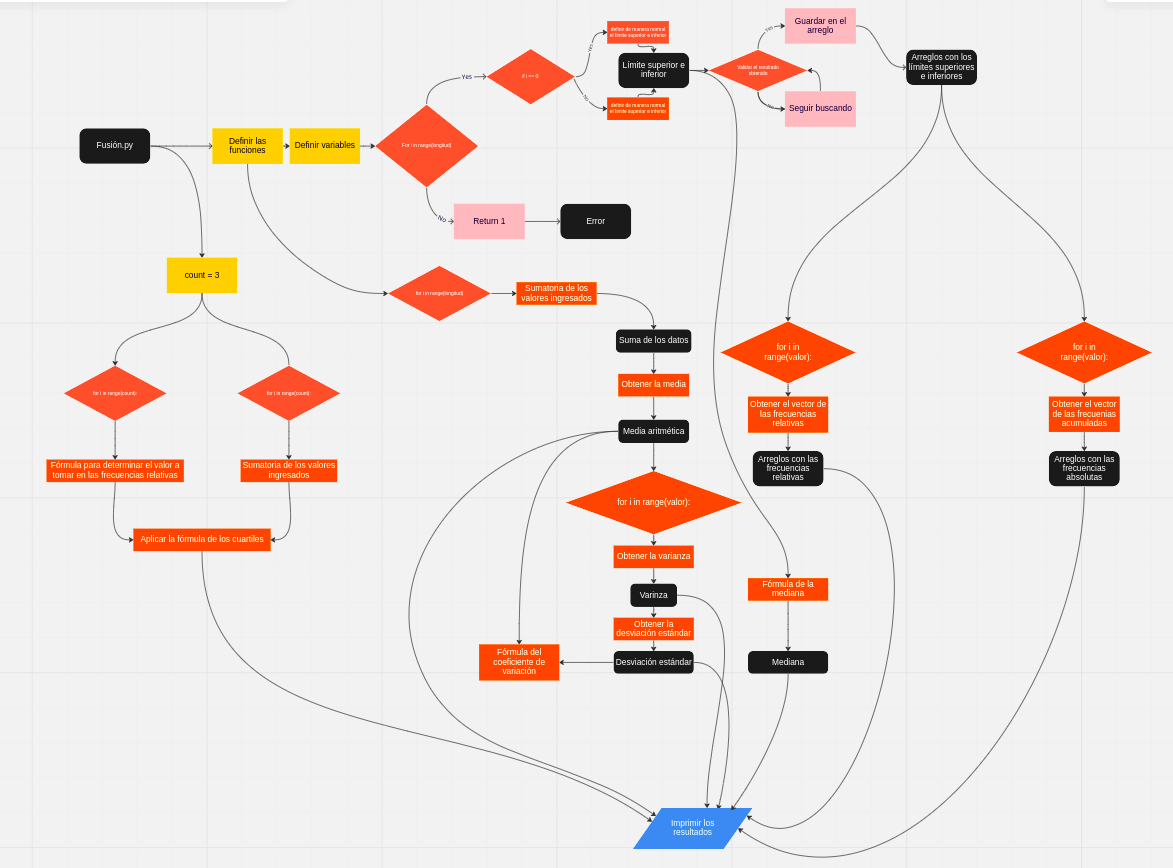 Fusión.py
Definir las
funciones
Definir variables
For i in range(longitud)
Yes
No
if i == 0
Yes
No
definir de manera normal
el límite superior e inferior
Límite superior e
inferior
definir de manera normal
el límite superior e inferior
Validar el resultado
obtenido
Yes
Guardar en el
arreglo
Seguir buscando
Arreglos con los
límites superiores
e inferiores
Return 1
Error
count = 3
for i in range(longitud)
Sumatoria de los
valores ingresados
Suma de los datos
Obtener la media
Media aritmética
for i in range(valor):
Obtener la varianza
Varinza
Obtener la
desviación estándar
Desviación estándar
Fórmula del
coeficiente de
variación
for i in range(count):
for i in range(count):
Fórmula para determinar el valor a
tomar en las frecuencias relativas
Sumatoria de los valores
ingresados
Aplicar la fórmula de los cuartiles
for i in
range(valor):
Obtener el vector de
las frecuencias
relativas
Arreglos con las
frecuencias
relativas
Fórmula de la
mediana
Mediana
for i in
range(valor):
Obtener el vector
de las frecuenias
acumuladas
Arreglos con las
frecuencias
absolutas
Imprimir los
resultados